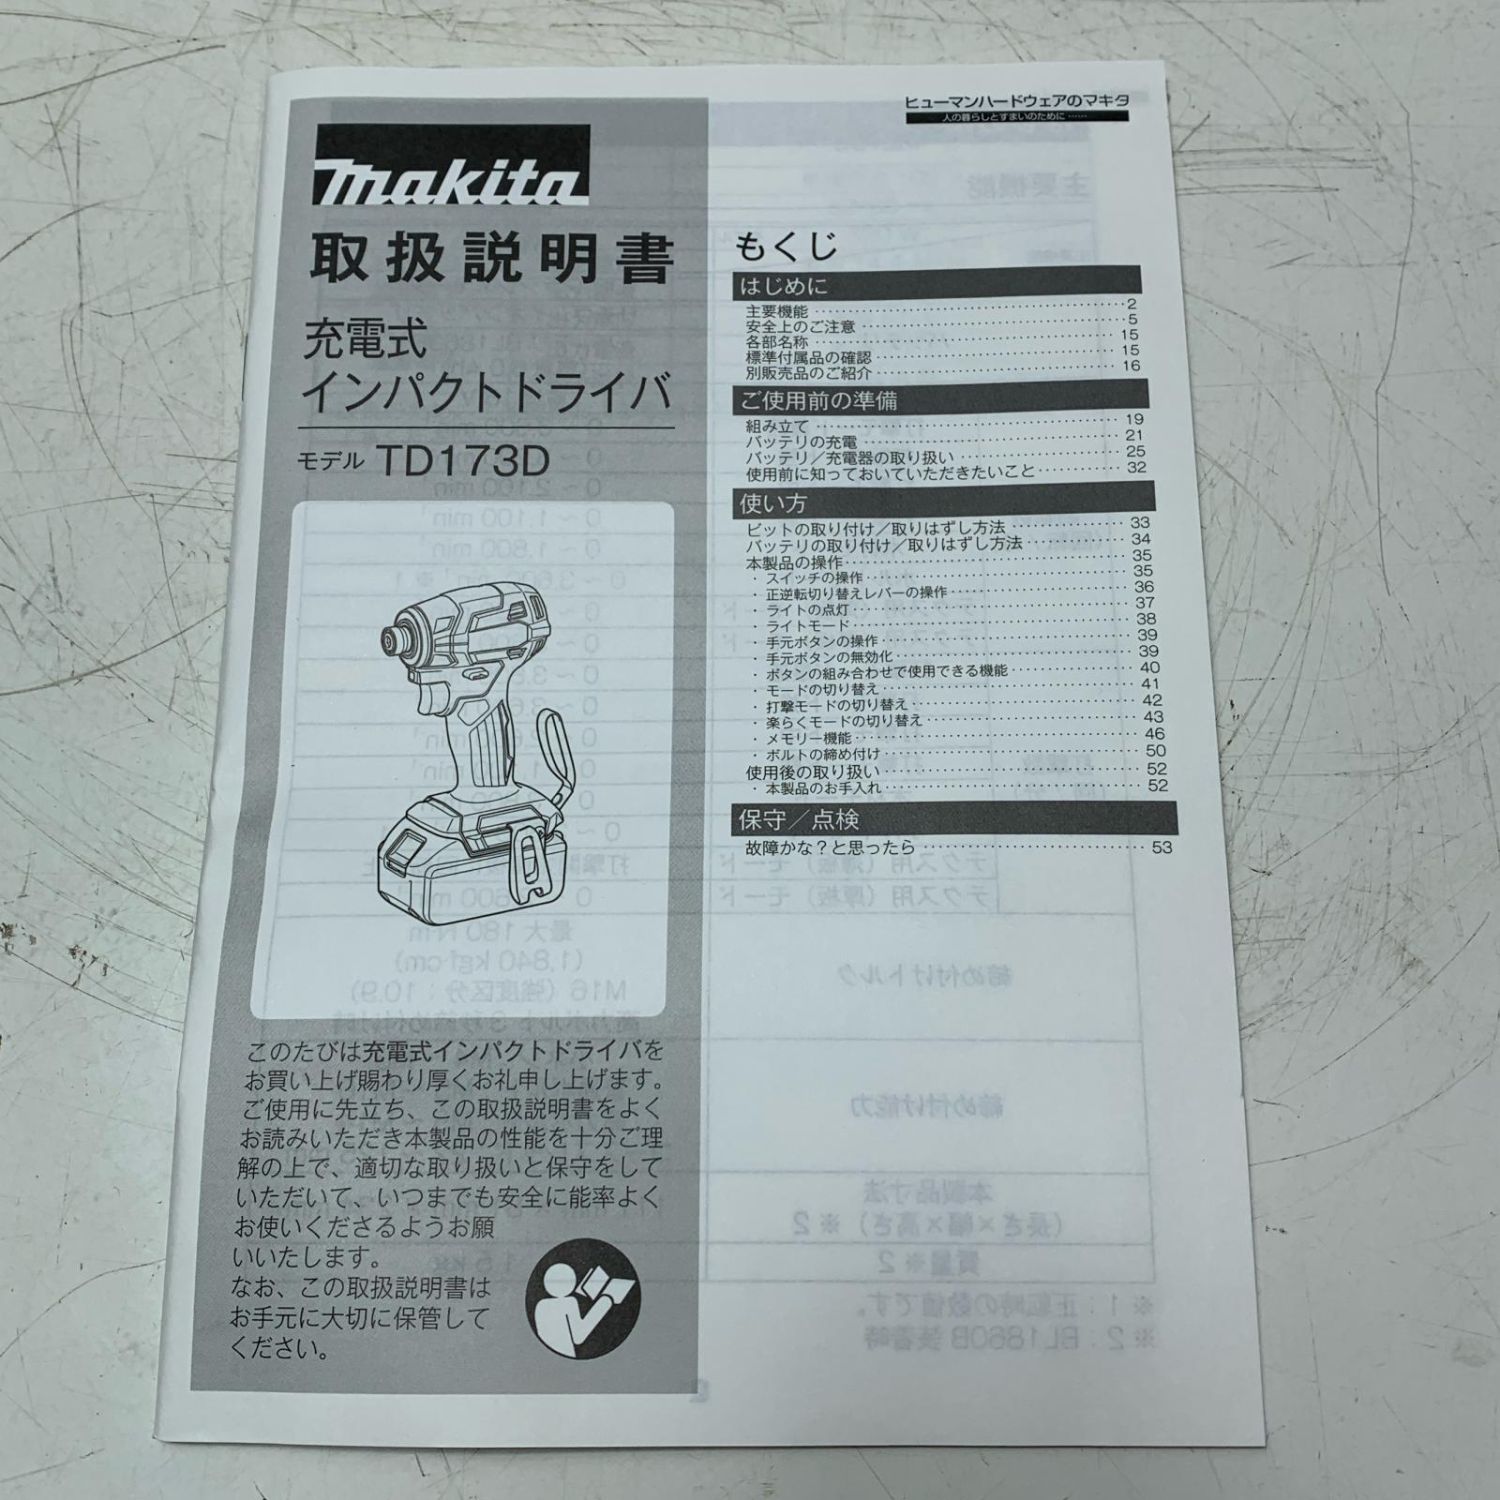 makita
取扱説明書
充電式
インパクトドライバ
モデル TD173D
このたびは充電式インパクトドライバを
お買い上げ賜わり厚くお礼申し上げます。
ご使用に先立ち、この取扱説明書をよく
お読みいただき本製品の性能を十分ご理
解の上で、適切な取り扱いと保守をして
いただいて、いつまでも安全に能率よく
お使いくださるようお願
いいたします。
なお、この取扱説明書は
お手元に大切に保管して
ください。
ヒューマンハードウェアのマキタ
人の暮らしとすまいのために……
もくじ
はじめに
主要機能 2
安全上のご注意 5
各部名称 15
標準付属品の確認 15
別販売品のご紹介 16
ご使用前の準備
組み立て 19
バッテリの充電 21
バッテリ／充電器の取り扱い 25
使用前に知っておいていただきたいこと 32
使い方
ビットの取り付け／取りはずし方法 33
バッテリの取り付け／取りはずし方法 34
本製品の操作 35
・ スイッチの操作 35
・ 正逆転切り替えレバーの操作 36
・ ライトの点灯 37
・ ライトモード 38
・ 手元ボタンの操作 39
・ 手元ボタンの無効化 39
・ ボタンの組み合わせで使用できる機能 40
・ モードの切り替え 41
・ 打撃モードの切り替え 42
・ 楽らくモードの切り替え 43
・ メモリー機能 46
・ ボルトの締め付け 50
使用後の取り扱い 52
・ 本製品のお手入れ 52
保守／点検
故障かな？と思ったら 53